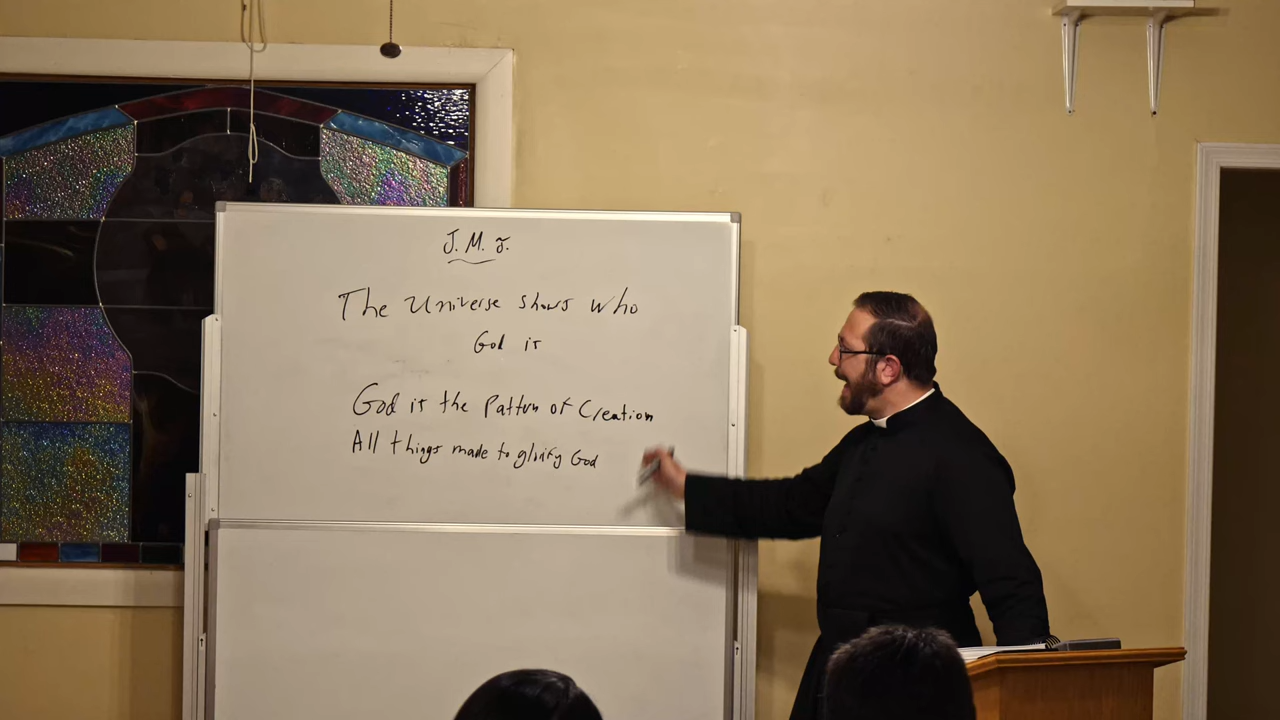 J. M. J.
The Universe shows who
God is
God is the Pattern of Creation
All things made to glorify God